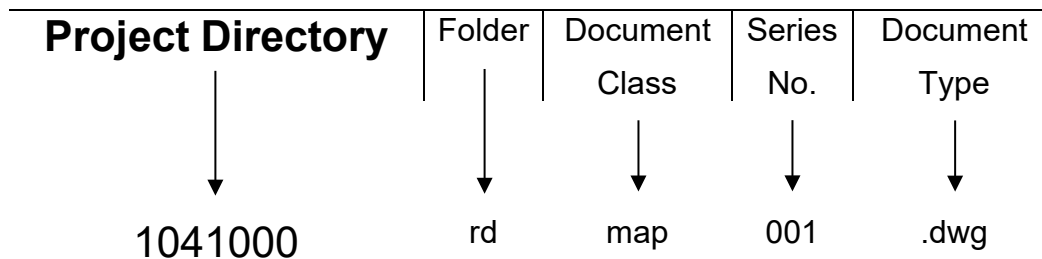 Project Directory Folder Document Series Document
Class No. Type
1041000 rd map 001 .dwg